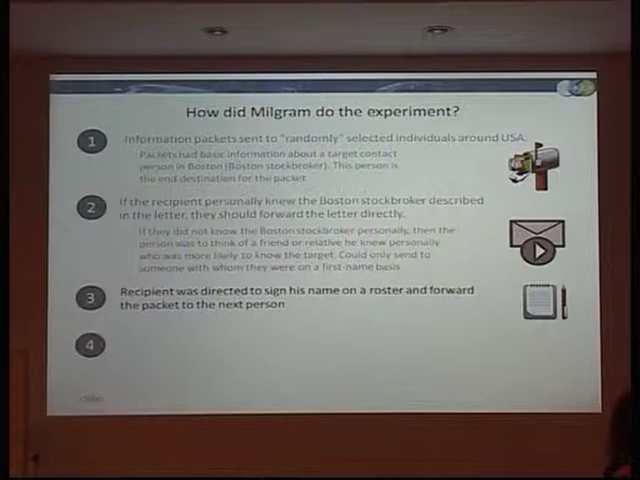 How did Milgram do the experiment?
1
Information packets sent to "randomly" selected individuals around USA.
Packets had basic information about a target contact
person in Boston (Boston stockbroker). This person is
the end destination for the packet
2
If the recipient personally knew the Boston stockbroker described
in the letter, they should forward the letter directly.
If they did not know the Boston stockbroker personally, then the
person was to think of a friend or relative he knew personally
who was more likely to know the target. Could only send to
someone with whom they were on a first-name basis
3
Recipient was directed to sign his name on a roster and forward
the packet to the next person
4